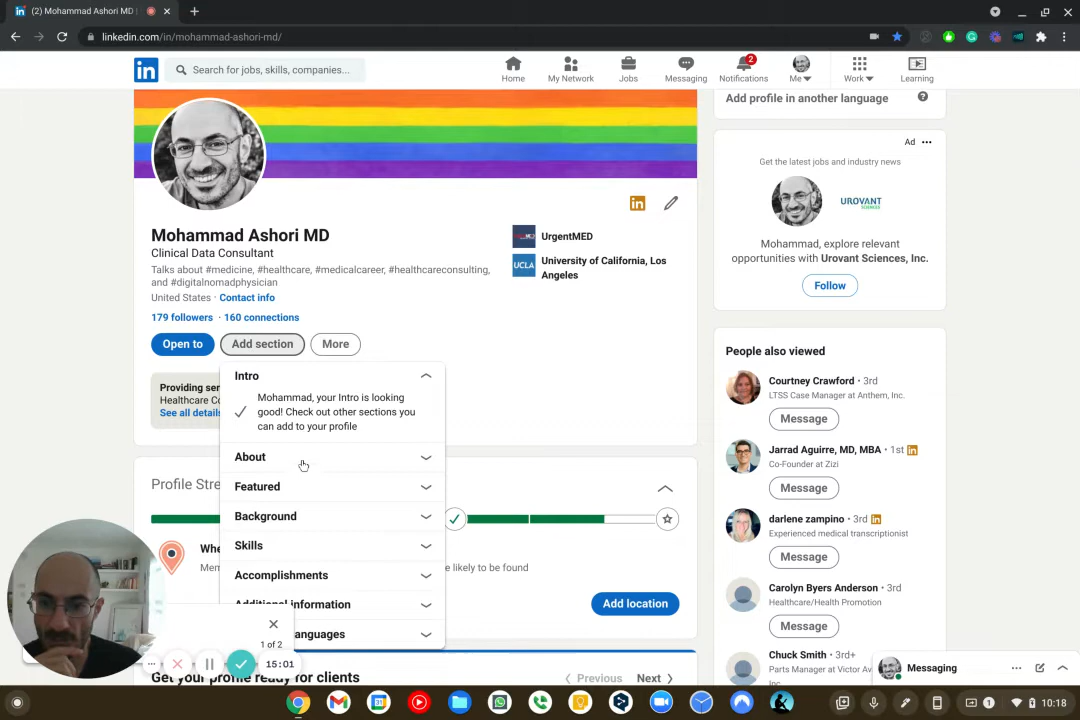 (2) Mohammad Ashori MD |
linkedin.com/in/mohammad-ashori-md/
Search for jobs, skills, companies...
Home
My Network
Jobs
Messaging
2
Notifications
Me
Work
Learning
Mohammad Ashori MD
Clinical Data Consultant
Talks about #medicine, #healthcare, #medicalcareer, #healthcareconsulting,
and #digitalnomadphysician
United States · Contact info
179 followers · 160 connections
UrgentMED
UCLA
University of California, Los
Angeles
Open to
Add section
More
Providing ser
Healthcare Co
See all details
Intro
Mohammad, your Intro is looking
good! Check out other sections you
can add to your profile
About
Featured
Background
Skills
Accomplishments
Additional information
anguages
Profile Stre
Whe
Mem
e likely to be found
Add location
1 of 2
15:01
Get your profile ready for clients
Previous
Next
Add profile in another language
Ad
Get the latest jobs and industry news
UROVANT
SCIENCES
Mohammad, explore relevant
opportunities with Urovant Sciences, Inc.
Follow
People also viewed
Courtney Crawford · 3rd
LTSS Case Manager at Anthem, Inc.
Message
Jarrad Aguirre, MD, MBA · 1st in
Co-Founder at Zizi
Message
darlene zampino · 3rd in
Experienced medical transcriptionist
Message
Carolyn Byers Anderson · 3rd
Healthcare/Health Promotion
Message
Chuck Smith · 3rd+
Parts Manager at Victor Av
Inc.
Messaging
1
10:18